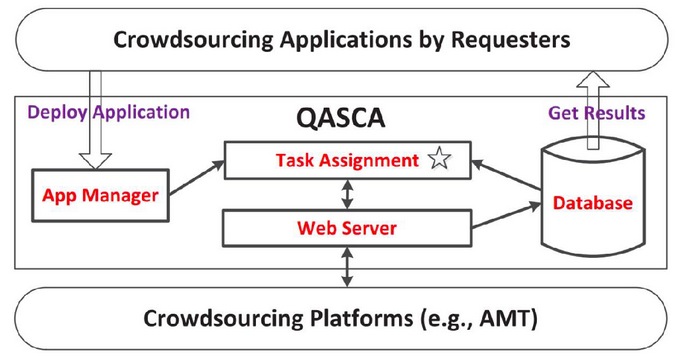 Crowdsourcing Applications by Requesters
Deploy Application
QASCA
Get Results
Task Assignment
App Manager
Database
Web Server
Crowdsourcing Platforms (e.g., AMT)